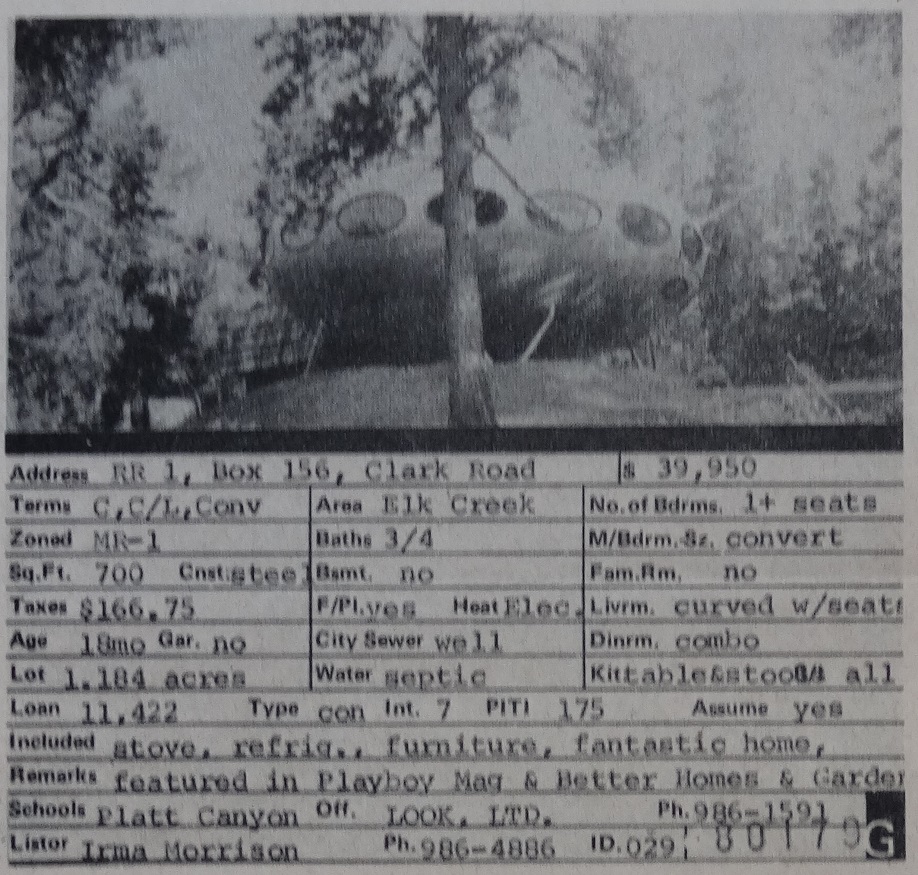 Address RR 1, Box 156, Clark Road $ 39,950
Terms C,C/L,Conv Area Elk Creek No.of Bdrms. 1+ seats
Zoned MR-1 Baths 3/4 M/Bdrm.Sz. convert
Sq.Ft. 700 Cnst:steel Bsmt. no Fam.Rm. no
Taxes $166.75 F/Pl.yes Heat Elec. Livrm. curved w/seats
Age 18mo Gar. no City Sewer well Dinrm. combo
Lot 1.184 acres Water septic Kit table&stool all
Loan 11,422 Type con Int. 7 PITI 175 Assume yes
Included stove, refrig., furniture, fantastic home,
Remarks featured in Playboy Mag & Better Homes & Garden
Schools Platt Canyon Off. LOOK, LTD. Ph.986-1591
Listor Irma Morrison Ph.986-4886 ID.029 80179 G